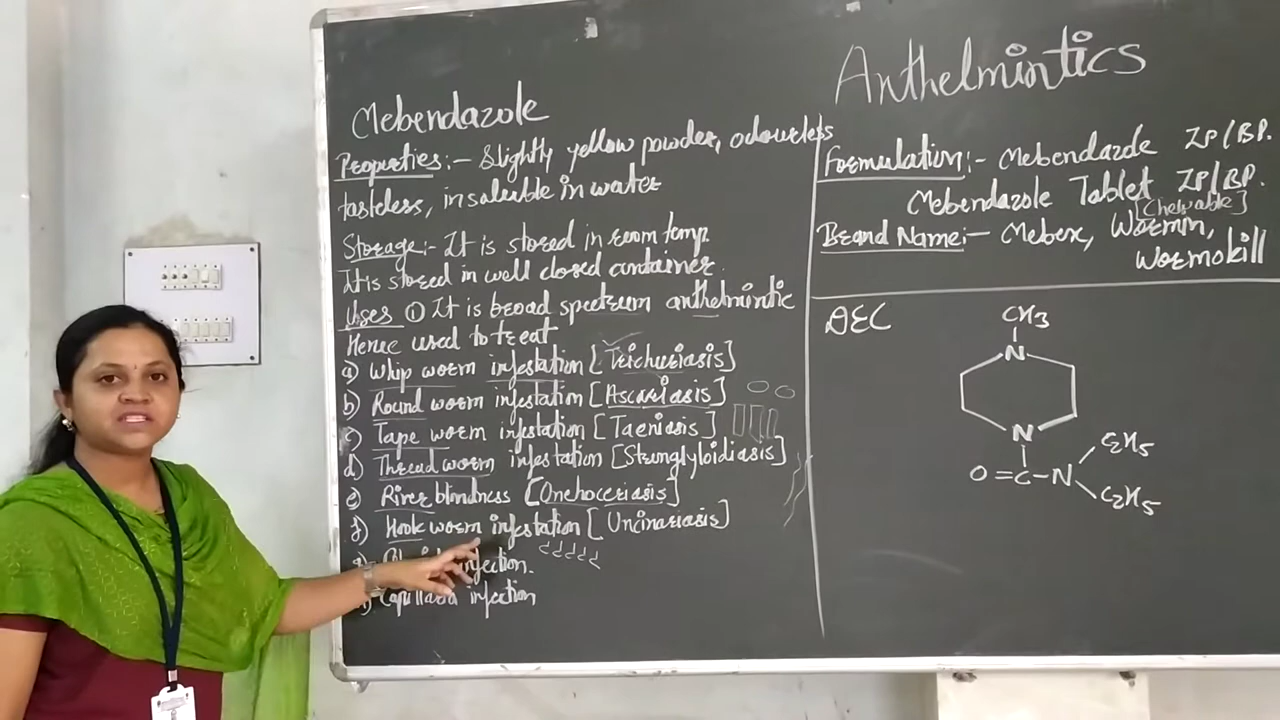 Anthelmintics
Mebendazole
Properties:- Slightly yellow powder, odourless
tasteless, insoluble in water
Storage:- It is stored in room temp.
It is stored in well closed container.
Uses ① It is broad spectrum anthelmintic
Hence used to treat
a) Whip worm infestation [Trichuriasis]
b) Round worm infestation [Ascariasis]
c) Tape worm infestation [Taeniasis]
d) Thread worm infestation [Stronglyloidiasis]
e) River blindness [Onchoceriasis]
f) Hook worm infestation [Uncinariasis]
infection.
infection
Formulation:- Mebendazole IP/BP.
Mebendazole Tablet IP/BP.
[Chewable]
Brand Name:- Mebex, Wormin,
Wormokill
DEC
CH3
N
N
O=C-N
C2H5
C2H5